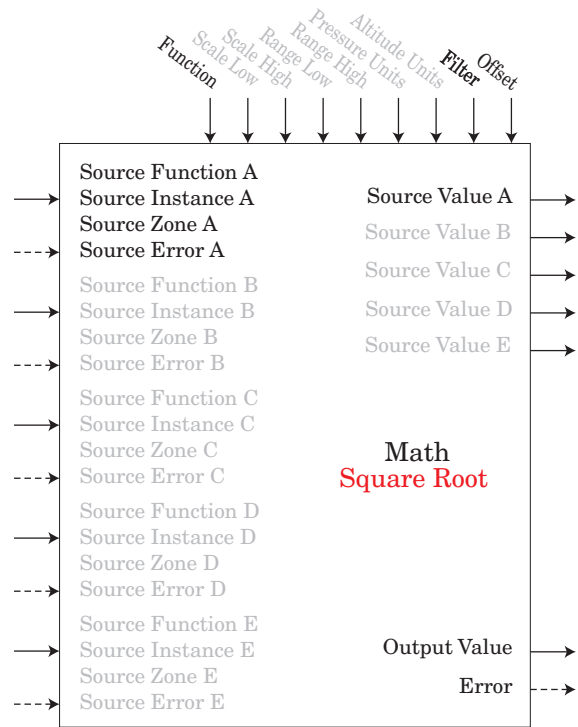 Function
Scale Low
Scale High
Range Low
Range High
Pressure Units
Altitude Units
Filter
Offset
Source Function A
Source Instance A
Source Zone A
Source Error A
Source Function B
Source Instance B
Source Zone B
Source Error B
Source Function C
Source Instance C
Source Zone C
Source Error C
Source Function D
Source Instance D
Source Zone D
Source Error D
Source Function E
Source Instance E
Source Zone E
Source Error E
Source Value A
Source Value B
Source Value C
Source Value D
Source Value E
Math
Square Root
Output Value
Error